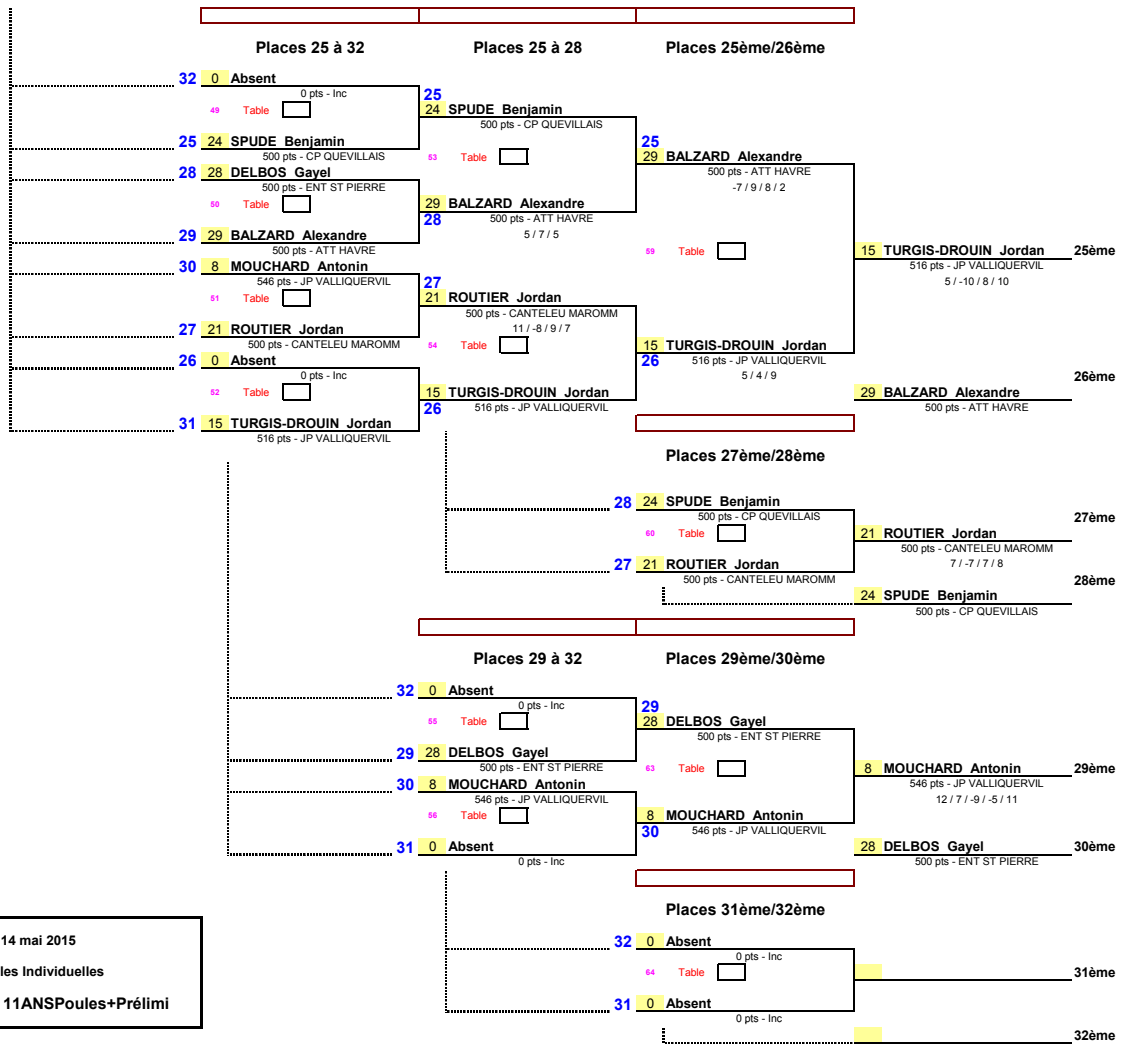 Places 25 à 32
Places 25 à 28
Places 25ème/26ème
32 0 Absent
0 pts - Inc
49 Table
25 24 SPUDE Benjamin
500 pts - CP QUEVILLAIS
28 28 DELBOS Gayel
500 pts - ENT ST PIERRE
50 Table
29 29 BALZARD Alexandre
500 pts - ATT HAVRE
30 8 MOUCHARD Antonin
546 pts - JP VALLIQUERVIL
51 Table
27 21 ROUTIER Jordan
500 pts - CANTELEU MAROMM
26 0 Absent
0 pts - Inc
52 Table
31 15 TURGIS-DROUIN Jordan
516 pts - JP VALLIQUERVIL
25
24 SPUDE Benjamin
500 pts - CP QUEVILLAIS
53 Table
29 BALZARD Alexandre
28 500 pts - ATT HAVRE
5 / 7 / 5
27
21 ROUTIER Jordan
500 pts - CANTELEU MAROMM
11 / -8 / 9 / 7
54 Table
15 TURGIS-DROUIN Jordan
26 516 pts - JP VALLIQUERVIL
25
29 BALZARD Alexandre
500 pts - ATT HAVRE
-7 / 9 / 8 / 2
59 Table
15 TURGIS-DROUIN Jordan
26 516 pts - JP VALLIQUERVIL
5 / 4 / 9
15 TURGIS-DROUIN Jordan 25ème
516 pts - JP VALLIQUERVIL
5 / -10 / 8 / 10
26ème
29 BALZARD Alexandre
500 pts - ATT HAVRE
Places 27ème/28ème
28 24 SPUDE Benjamin
500 pts - CP QUEVILLAIS
60 Table
27 21 ROUTIER Jordan
500 pts - CANTELEU MAROMM
27ème
21 ROUTIER Jordan
500 pts - CANTELEU MAROMM
7 / -7 / 7 / 8
28ème
24 SPUDE Benjamin
500 pts - CP QUEVILLAIS
Places 29 à 32
Places 29ème/30ème
32 0 Absent
0 pts - Inc
55 Table
29 28 DELBOS Gayel
500 pts - ENT ST PIERRE
30 8 MOUCHARD Antonin
546 pts - JP VALLIQUERVIL
56 Table
31 0 Absent
0 pts - Inc
29
28 DELBOS Gayel
500 pts - ENT ST PIERRE
63 Table
8 MOUCHARD Antonin
30 546 pts - JP VALLIQUERVIL
8 MOUCHARD Antonin 29ème
546 pts - JP VALLIQUERVIL
12 / 7 / -9 / -5 / 11
28 DELBOS Gayel 30ème
500 pts - ENT ST PIERRE
Places 31ème/32ème
32 0 Absent
0 pts - Inc
64 Table
31 0 Absent
0 pts - Inc
31ème
32ème
14 mai 2015
les Individuelles
11ANSPoules+Prélimi